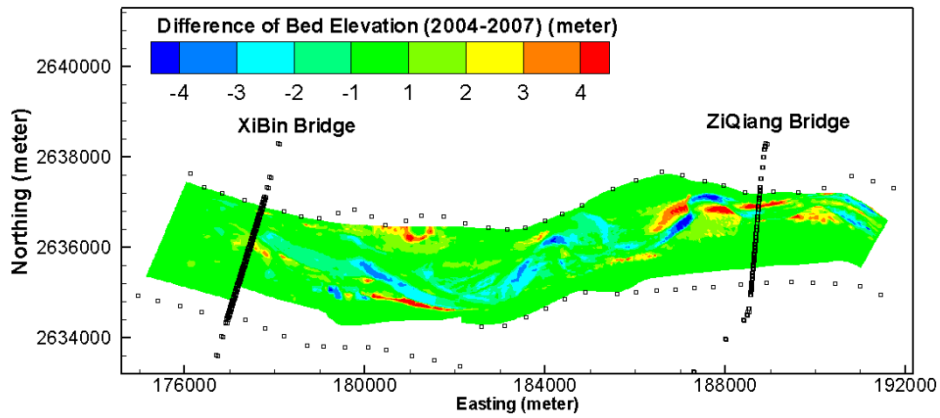 Difference of Bed Elevation (2004-2007) (meter)
-4 -3 -2 -1 1 2 3 4
XiBin Bridge
ZiQiang Bridge
Northing (meter)
2640000
2638000
2636000
2634000
176000 180000 184000 188000 192000
Easting (meter)